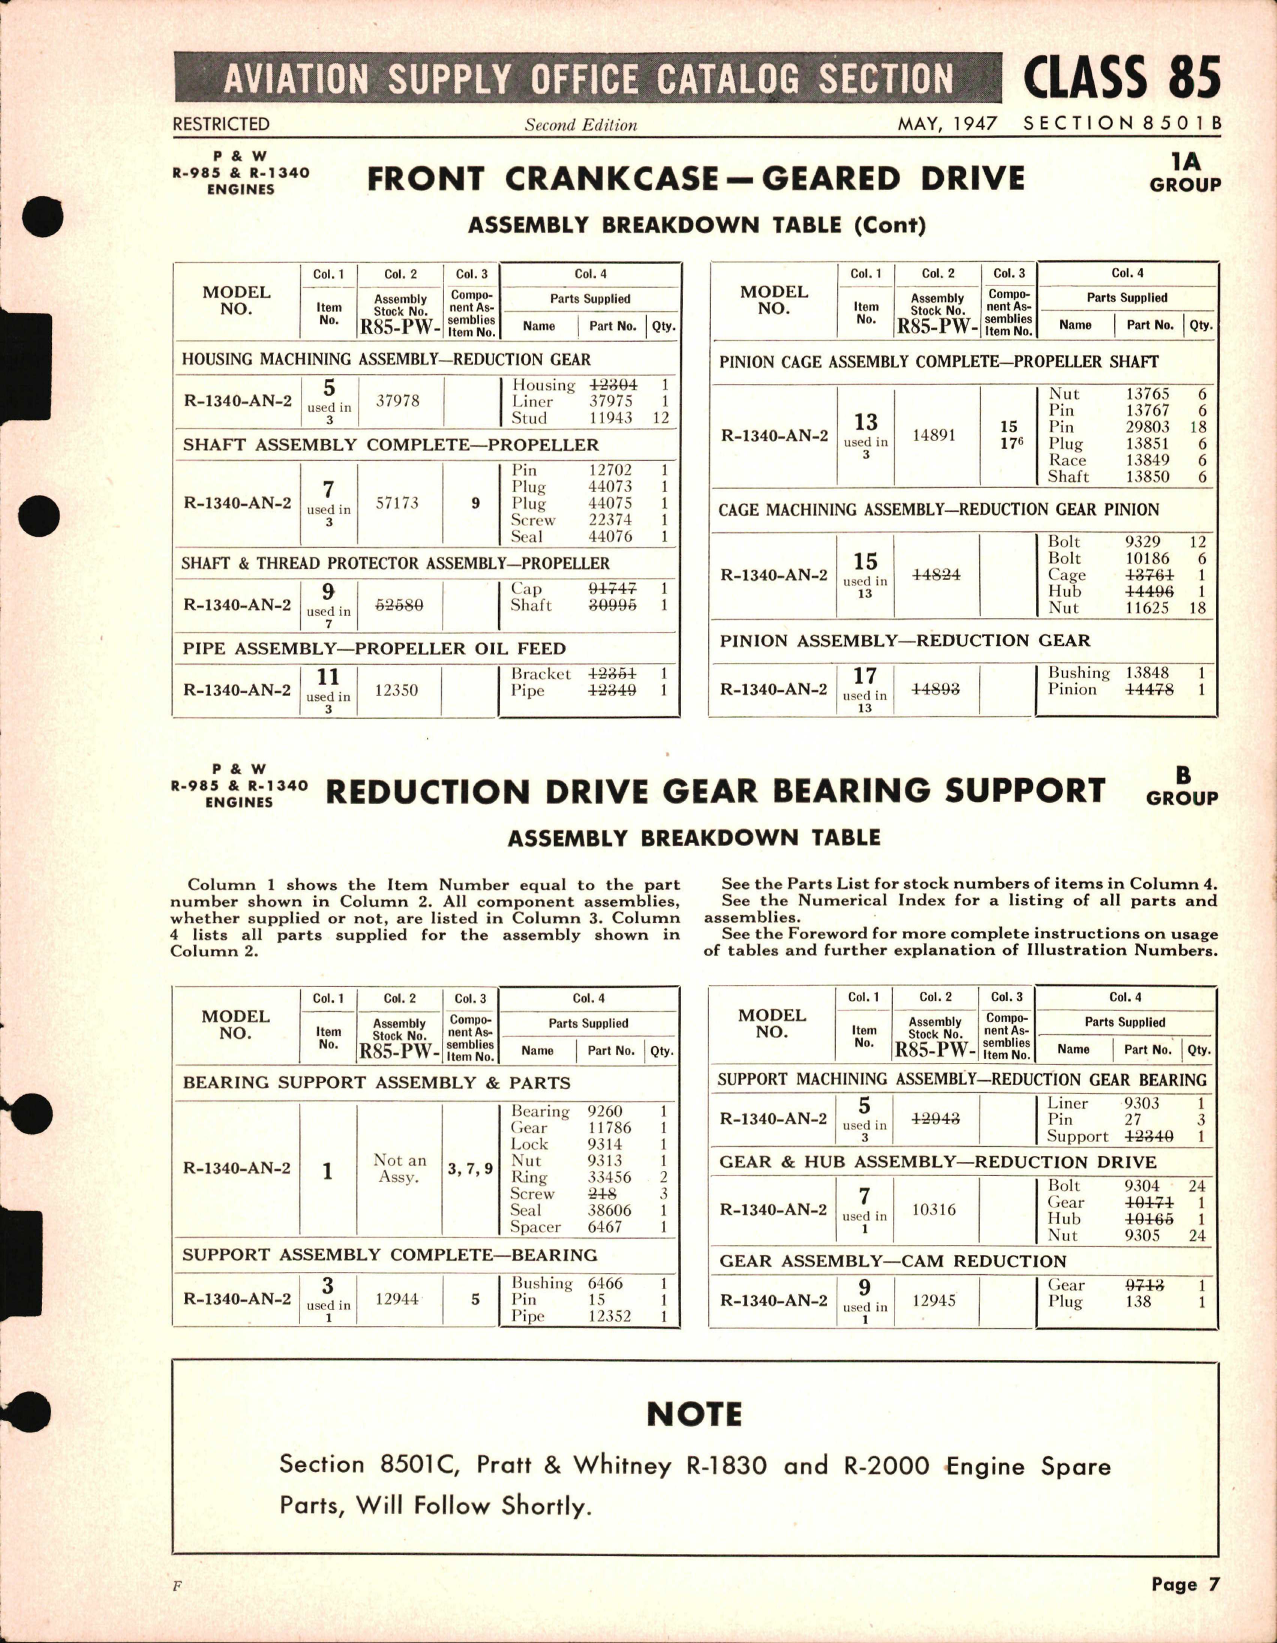 AVIATION SUPPLY OFFICE CATALOG SECTION CLASS 85
RESTRICTED Second Edition MAY, 1947 SECTION 8501B
P & W
R-985 & R-1340
ENGINES
FRONT CRANKCASE—GEARED DRIVE
1A
GROUP
ASSEMBLY BREAKDOWN TABLE (Cont)
MODEL NO. Col. 1 Col. 2 Col. 3 Col. 4
Item No. Assembly Stock No. R85-PW- Compo-nent As-semblies Item No. Parts Supplied
Name Part No. Qty.
HOUSING MACHINING ASSEMBLY—REDUCTION GEAR
R-1340-AN-2 5 used in 3 37978
Housing 12304 1
Liner 37975 1
Stud 11943 12
SHAFT ASSEMBLY COMPLETE—PROPELLER
R-1340-AN-2 7 used in 3 57173 9
Pin 12702 1
Plug 44073 1
Plug 44075 1
Screw 22374 1
Seal 44076 1
SHAFT & THREAD PROTECTOR ASSEMBLY—PROPELLER
R-1340-AN-2 9 used in 7 52580
Cap 91747 1
Shaft 30995 1
PIPE ASSEMBLY—PROPELLER OIL FEED
R-1340-AN-2 11 used in 3 12350
Bracket 12351 1
Pipe 12349 1
MODEL NO. Col. 1 Col. 2 Col. 3 Col. 4
Item No. Assembly Stock No. R85-PW- Compo-nent As-semblies Item No. Parts Supplied
Name Part No. Qty.
PINION CAGE ASSEMBLY COMPLETE—PROPELLER SHAFT
R-1340-AN-2 13 used in 3 14891 15 17⁶
Nut 13765 6
Pin 13767 6
Pin 29803 18
Plug 13851 6
Race 13849 6
Shaft 13850 6
CAGE MACHINING ASSEMBLY—REDUCTION GEAR PINION
R-1340-AN-2 15 used in 13 14824
Bolt 9329 12
Bolt 10186 6
Cage 13761 1
Hub 14496 1
Nut 11625 18
PINION ASSEMBLY—REDUCTION GEAR
R-1340-AN-2 17 used in 13 14893
Bushing 13848 1
Pinion 14478 1
P & W
R-985 & R-1340
ENGINES
REDUCTION DRIVE GEAR BEARING SUPPORT
B
GROUP
ASSEMBLY BREAKDOWN TABLE
Column 1 shows the Item Number equal to the part
number shown in Column 2. All component assemblies,
whether supplied or not, are listed in Column 3. Column
4 lists all parts supplied for the assembly shown in
Column 2.
See the Parts List for stock numbers of items in Column 4.
See the Numerical Index for a listing of all parts and
assemblies.
See the Foreword for more complete instructions on usage
of tables and further explanation of Illustration Numbers.
MODEL NO. Col. 1 Col. 2 Col. 3 Col. 4
Item No. Assembly Stock No. R85-PW- Compo-nent As-semblies Item No. Parts Supplied
Name Part No. Qty.
BEARING SUPPORT ASSEMBLY & PARTS
R-1340-AN-2 1 Not an Assy. 3, 7, 9
Bearing 9260 1
Gear 11786 1
Lock 9314 1
Nut 9313 1
Ring 33456 2
Screw 218 3
Seal 38606 1
Spacer 6467 1
SUPPORT ASSEMBLY COMPLETE—BEARING
R-1340-AN-2 3 used in 1 12944 5
Bushing 6466 1
Pin 15 1
Pipe 12352 1
MODEL NO. Col. 1 Col. 2 Col. 3 Col. 4
Item No. Assembly Stock No. R85-PW- Compo-nent As-semblies Item No. Parts Supplied
Name Part No. Qty.
SUPPORT MACHINING ASSEMBLY—REDUCTION GEAR BEARING
R-1340-AN-2 5 used in 3 12943
Liner 9303 1
Pin 27 3
Support 12340 1
GEAR & HUB ASSEMBLY—REDUCTION DRIVE
R-1340-AN-2 7 used in 1 10316
Bolt 9304 24
Gear 10171 1
Hub 10165 1
Nut 9305 24
GEAR ASSEMBLY—CAM REDUCTION
R-1340-AN-2 9 used in 1 12945
Gear 9713 1
Plug 138 1
NOTE
Section 8501C, Pratt & Whitney R-1830 and R-2000 Engine Spare
Parts, Will Follow Shortly.
F Page 7